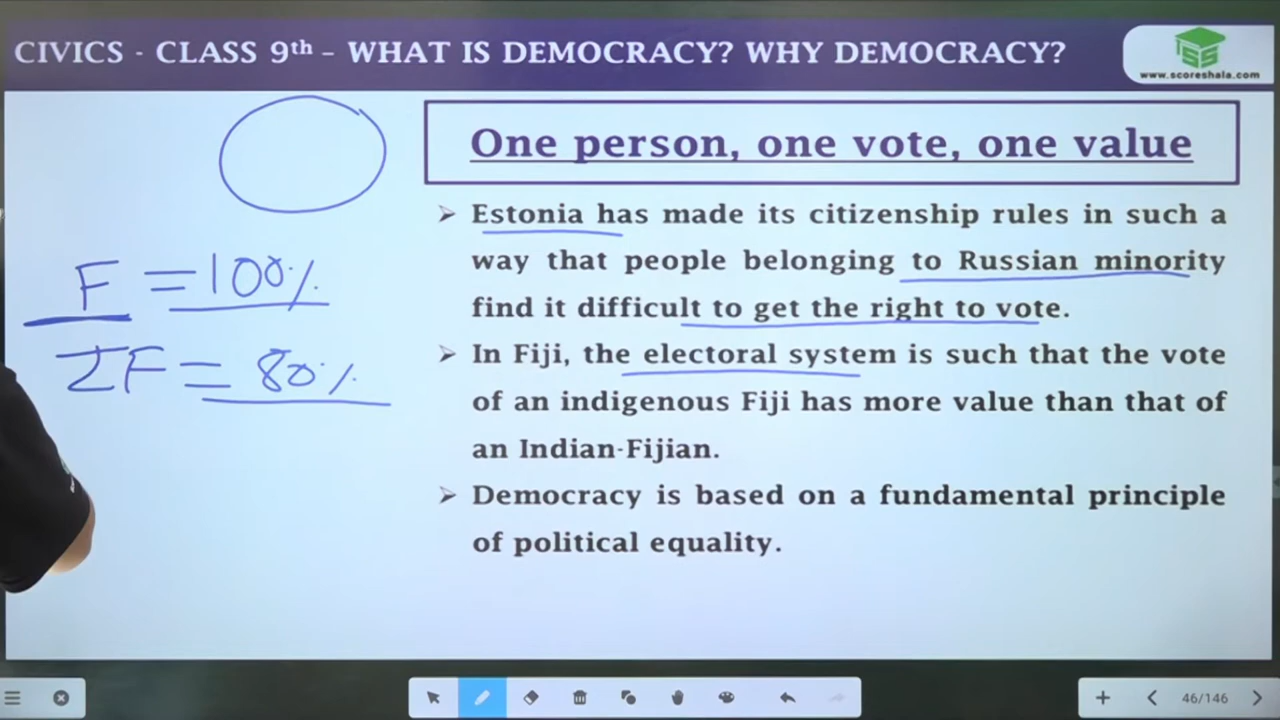 CIVICS - CLASS 9th – WHAT IS DEMOCRACY? WHY DEMOCRACY?
www.scoreshala.com
One person, one vote, one value
➢ Estonia has made its citizenship rules in such a
way that people belonging to Russian minority
find it difficult to get the right to vote.
➢ In Fiji, the electoral system is such that the vote
of an indigenous Fiji has more value than that of
an Indian-Fijian.
➢ Democracy is based on a fundamental principle
of political equality.
F = 100%
IF = 80%
46/146